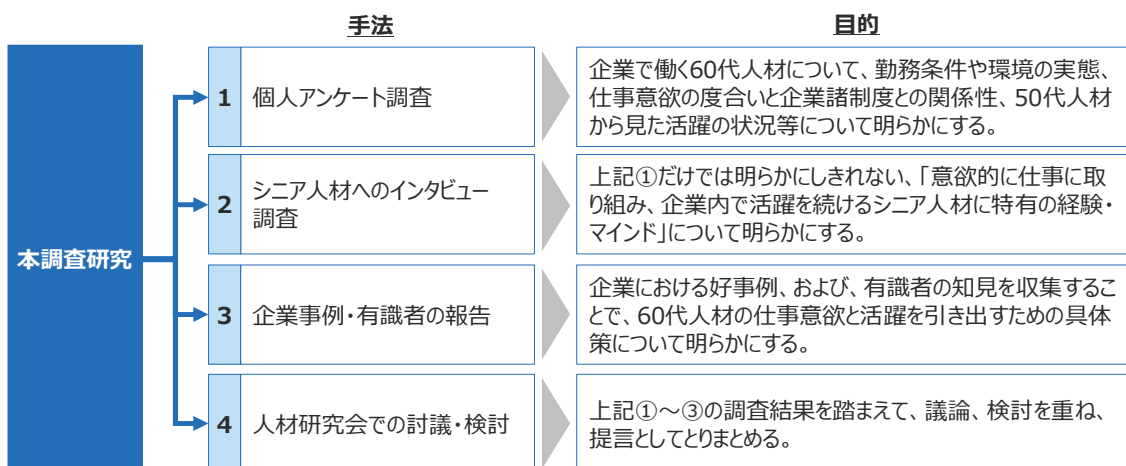 手法
目的
本調査研究
1
個人アンケート調査
企業で働く60代人材について、勤務条件や環境の実態、
仕事意欲の度合いと企業諸制度との関係性、50代人材
から見た活躍の状況等について明らかにする。
2
シニア人材へのインタビュー
調査
上記①だけでは明らかにしきれない、「意欲的に仕事に取
り組み、企業内で活躍を続けるシニア人材に特有の経験・
マインド」について明らかにする。
3
企業事例・有識者の報告
企業における好事例、および、有識者の知見を収集するこ
とで、60代人材の仕事意欲と活躍を引き出すための具体
策について明らかにする。
4
人材研究会での討議・検討
上記①～③の調査結果を踏まえて、議論、検討を重ね、
提言としてとりまとめる。